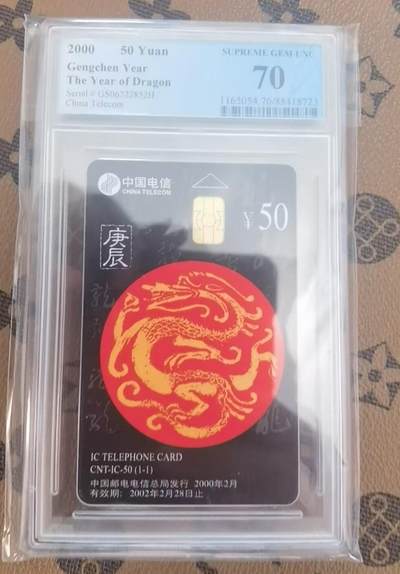 2000 50 Yuan
Gengchen Year
The Year of Dragon
China Telecom
SUPREME GEM UNC
70
中国电信
CHINA TELECOM
¥50
庚辰
IC TELEPHONE CARD
CNT-IC-50 (1-1)
中国邮电电信总局发行 2000年2月
有效期: 2002年2月28日止